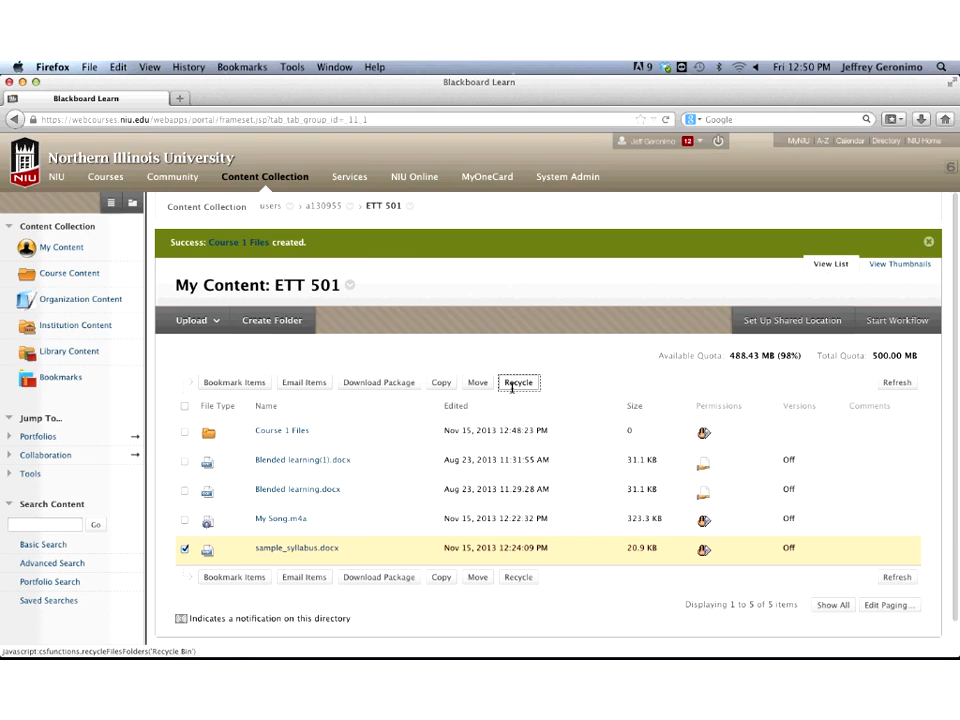 Firefox File Edit View History Bookmarks Tools Window Help 9 Fri 12:50 PM Jeffrey Geronimo
Blackboard Learn
Blackboard Learn +
https://webcourses.niu.edu/webapps/portal/frameset.jsp?tab_tab_group_id=_11_1 Google
Jeff Geronimo 12 MyNIU A-Z Calendar Directory NIU Home
NIU Northern Illinois University
NIU Courses Community Content Collection Services NIU Online MyOneCard System Admin
Content Collection users a130955 > ETT 501
Content Collection
My Content
Course Content
Organization Content
Institution Content
Library Content
Bookmarks
Jump To...
Portfolios
Collaboration
Tools
Search Content
Go
Basic Search
Advanced Search
Portfolio Search
Saved Searches
Success: Course 1 Files created.
View List View Thumbnails
My Content: ETT 501
Upload Create Folder Set Up Shared Location Start Workflow
Available Quota: 488.43 MB (98%) Total Quota: 500.00 MB
Bookmark Items Email Items Download Package Copy Move Recycle Refresh
File Type Name Edited Size Permissions Versions Comments
Course 1 Files Nov 15, 2013 12:48:23 PM 0
Blended learning(1).docx Aug 23, 2013 11:31:55 AM 31.1 KB Off
Blended learning.docx Aug 23, 2013 11:29:28 AM 31.1 KB Off
My Song.m4a Nov 15, 2013 12:22:32 PM 323.3 KB Off
sample_syllabus.docx Nov 15, 2013 12:24:09 PM 20.9 KB Off
Bookmark Items Email Items Download Package Copy Move Recycle Refresh
Displaying 1 to 5 of 5 items Show All Edit Paging...
Indicates a notification on this directory
javascript:csfunctions.recycleFilesFolders('Recycle Bin')